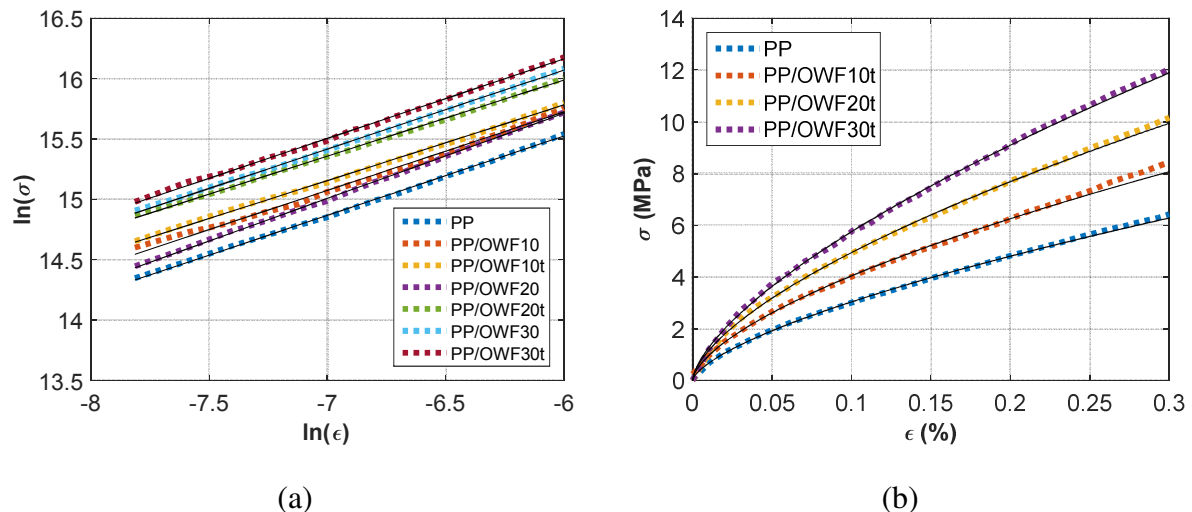 16.5
16
15.5
15
14.5
14
13.5
ln(σ)
-8
-7.5
-7
-6.5
-6
ln(ϵ)
PP
PP/OWF10
PP/OWF10t
PP/OWF20
PP/OWF20t
PP/OWF30
PP/OWF30t
(a)
14
12
10
8
6
4
2
0
σ (MPa)
0
0.05
0.1
0.15
0.2
0.25
0.3
ϵ (%)
PP
PP/OWF10t
PP/OWF20t
PP/OWF30t
(b)